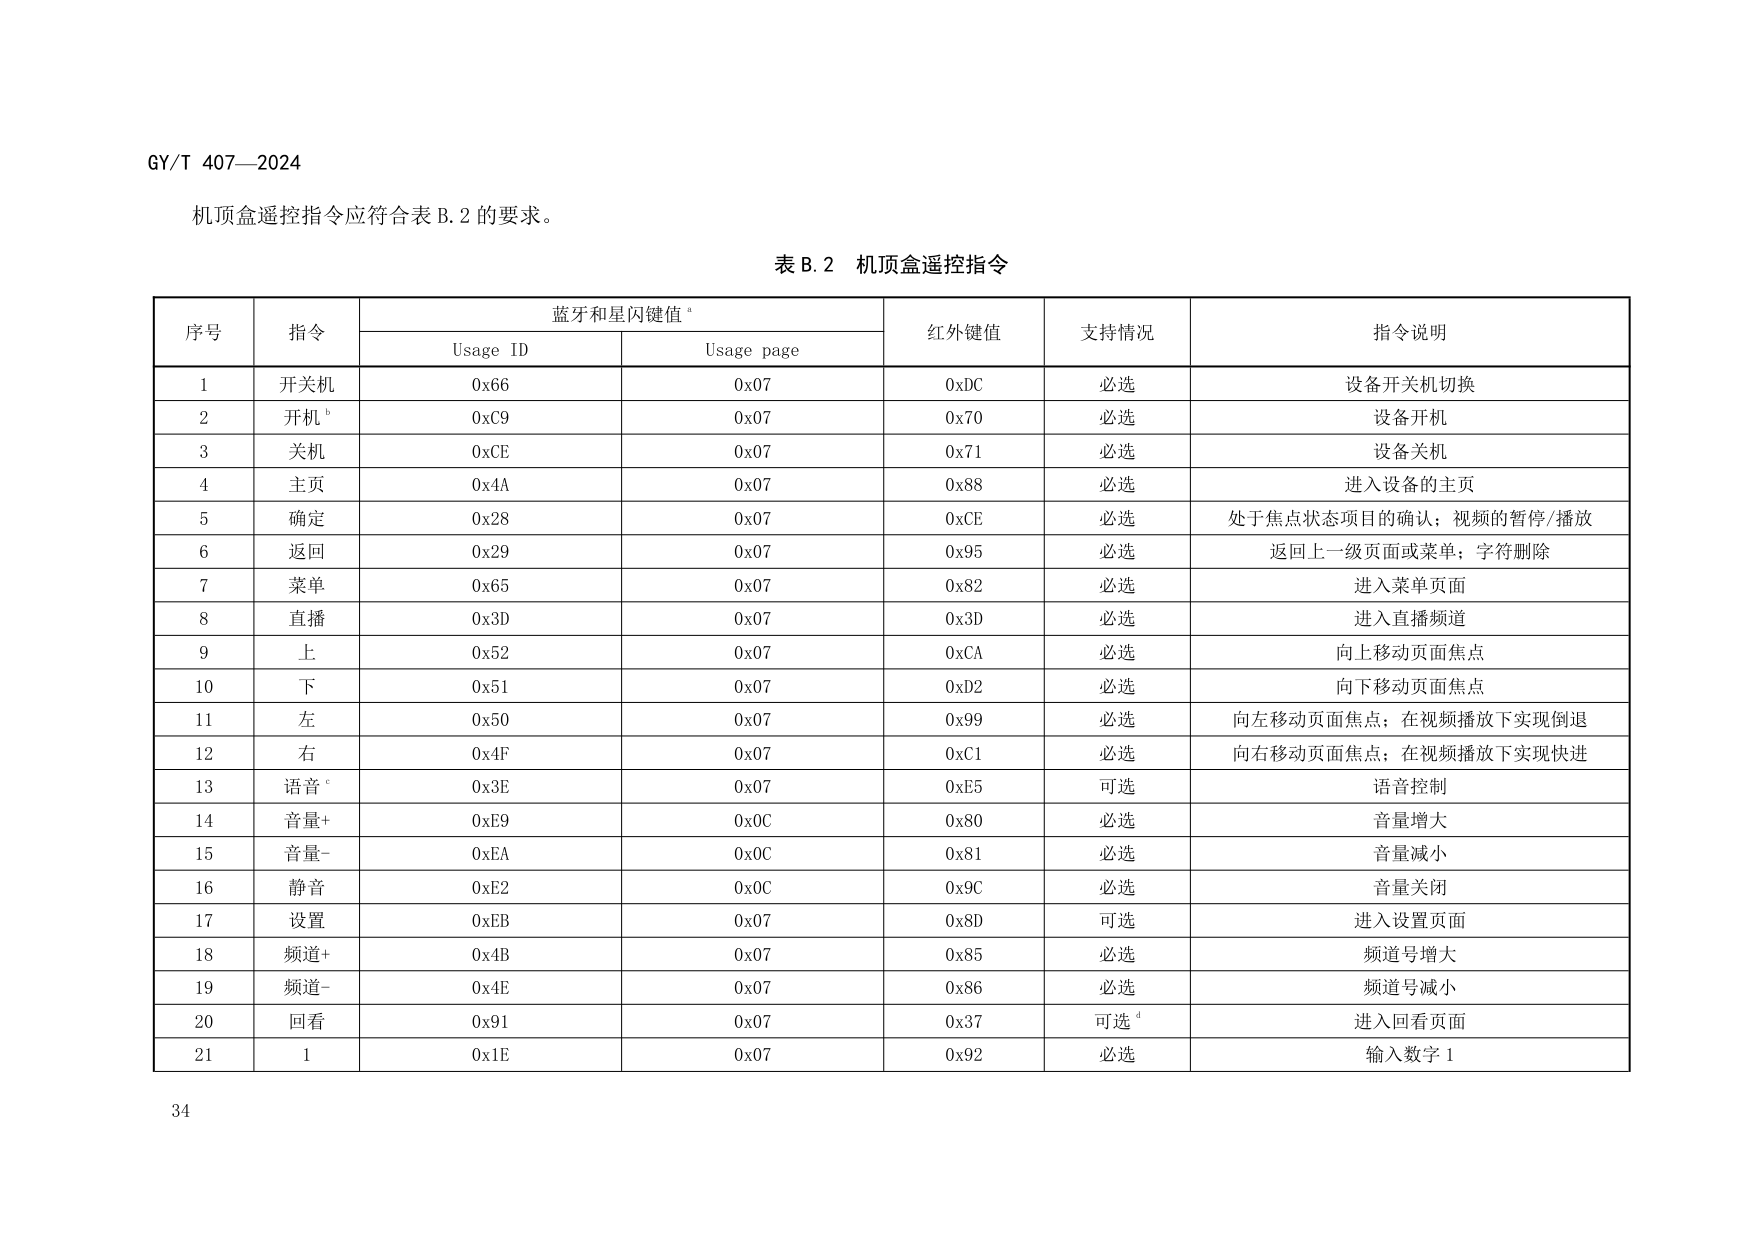 GY/T 407—2024
机顶盒遥控指令应符合表 B.2 的要求。
表 B.2 机顶盒遥控指令
序号 指令 蓝牙和星闪键值 a 红外键值 支持情况 指令说明
Usage ID Usage page
1 开关机 0x66 0x07 0xDC 必选 设备开关机切换
2 开机 b 0xC9 0x07 0x70 必选 设备开机
3 关机 0xCE 0x07 0x71 必选 设备关机
4 主页 0x4A 0x07 0x88 必选 进入设备的主页
5 确定 0x28 0x07 0xCE 必选 处于焦点状态项目的确认；视频的暂停/播放
6 返回 0x29 0x07 0x95 必选 返回上一级页面或菜单；字符删除
7 菜单 0x65 0x07 0x82 必选 进入菜单页面
8 直播 0x3D 0x07 0x3D 必选 进入直播频道
9 上 0x52 0x07 0xCA 必选 向上移动页面焦点
10 下 0x51 0x07 0xD2 必选 向下移动页面焦点
11 左 0x50 0x07 0x99 必选 向左移动页面焦点；在视频播放下实现倒退
12 右 0x4F 0x07 0xC1 必选 向右移动页面焦点；在视频播放下实现快进
13 语音 c 0x3E 0x07 0xE5 可选 语音控制
14 音量+ 0xE9 0x0C 0x80 必选 音量增大
15 音量- 0xEA 0x0C 0x81 必选 音量减小
16 静音 0xE2 0x0C 0x9C 必选 音量关闭
17 设置 0xEB 0x07 0x8D 可选 进入设置页面
18 频道+ 0x4B 0x07 0x85 必选 频道号增大
19 频道- 0x4E 0x07 0x86 必选 频道号减小
20 回看 0x91 0x07 0x37 可选 d 进入回看页面
21 1 0x1E 0x07 0x92 必选 输入数字 1
34